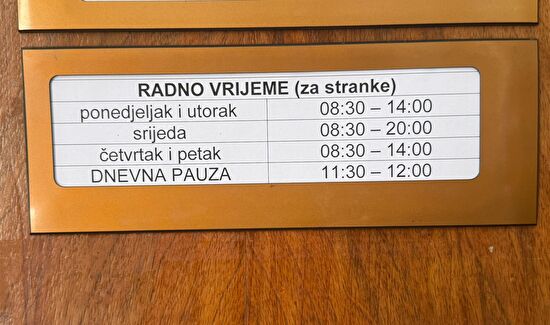 RADNO VRIJEME (za stranke)
ponedjeljak i utorak 08:30 – 14:00
srijeda 08:30 – 20:00
četvrtak i petak 08:30 – 14:00
DNEVNA PAUZA 11:30 – 12:00